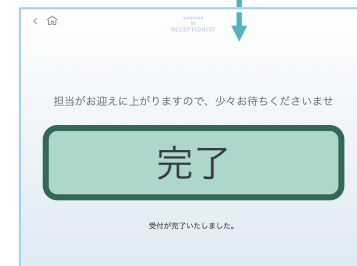 powered
by
RECEPTIONIST
担当がお迎えに上がりますので、少々お待ちくださいませ
完了
受付が完了いたしました。